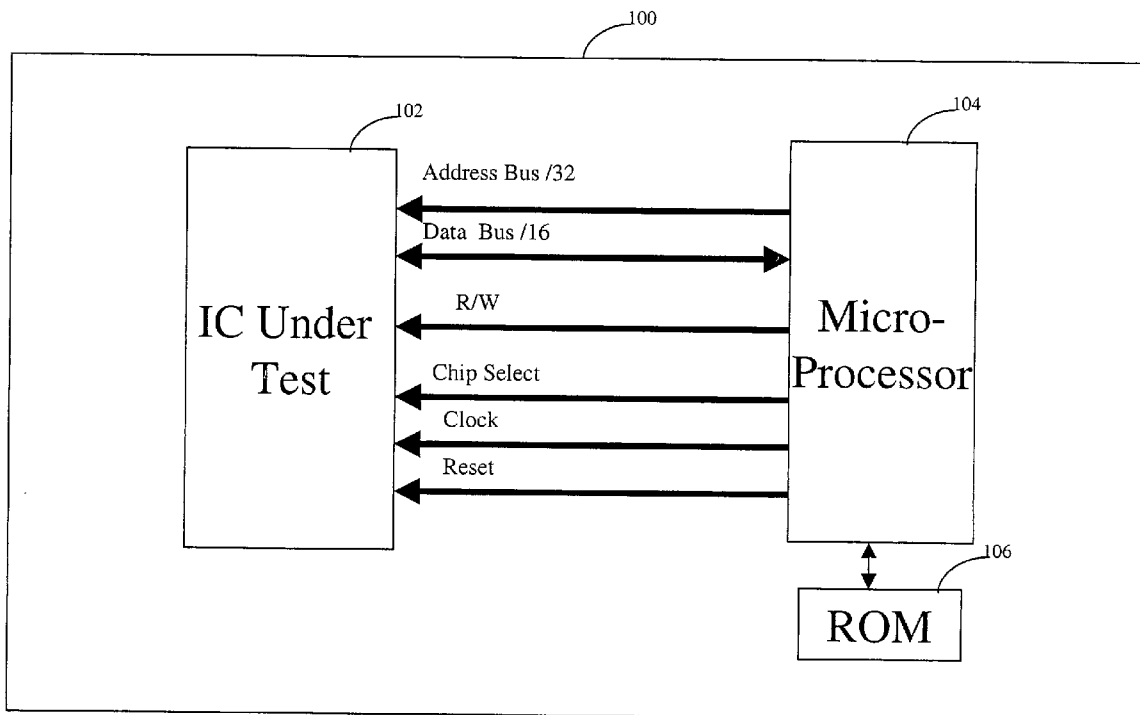 100
102
104
Address Bus /32
Data Bus /16
R/W
IC Under
Test
Micro-
Processor
Chip Select
Clock
Reset
106
ROM